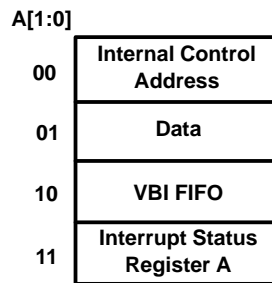 A[1:0]
00 Internal Control
Address
01 Data
10 VBI FIFO
11 Interrupt Status
Register A